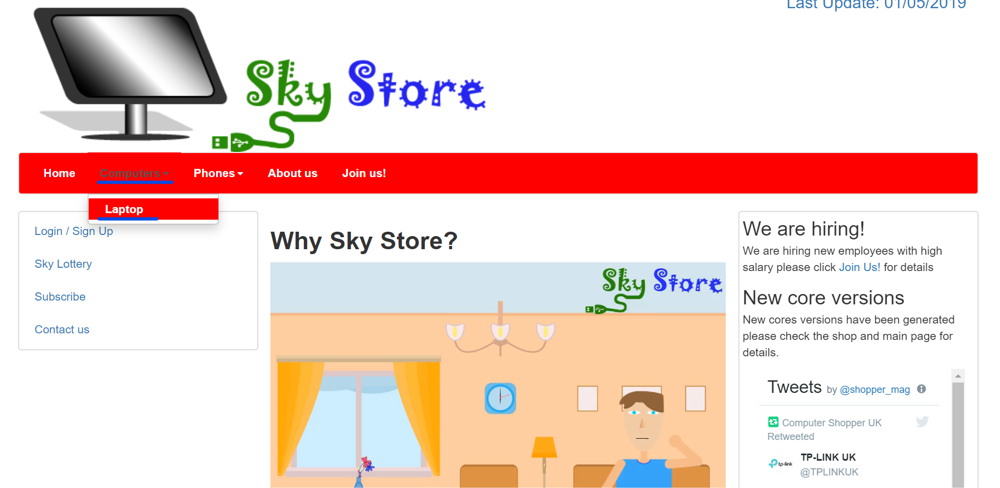 Last Update: 01/05/2019
Sky Store
Home Computers Phones About us Join us!
Laptop
Login / Sign Up
Sky Lottery
Subscribe
Contact us
Why Sky Store?
Sky Store
We are hiring!
We are hiring new employees with high
salary please click Join Us! for details
New core versions
New cores versions have been generated
please check the shop and main page for
details.
Tweets by @shopper_mag
Computer Shopper UK
Retweeted
tp-link
TP-LINK UK
@TPLINKUK